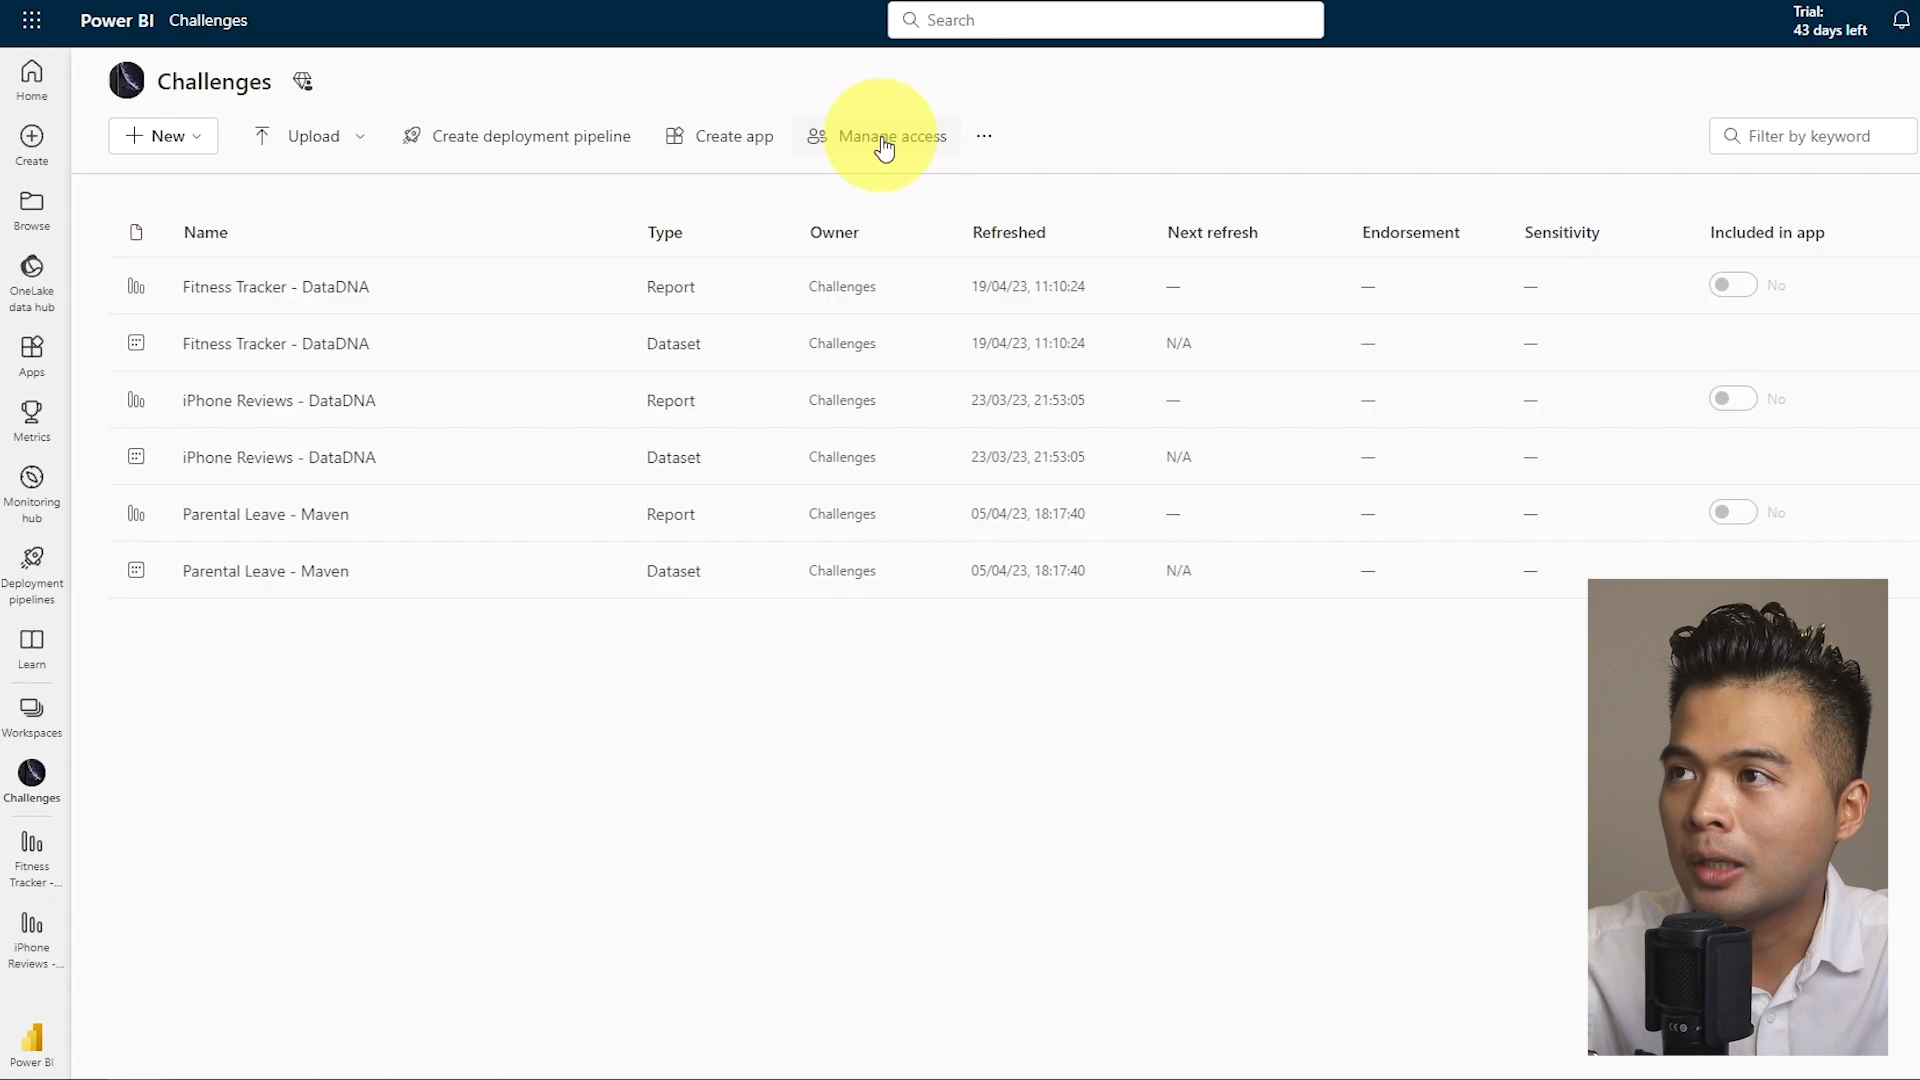 Power BI Challenges
Search
Trial:
43 days left
Challenges
New
Upload
Create deployment pipeline
Create app
Manage access
Filter by keyword
Home
Create
Browse
OneLake
data hub
Apps
Metrics
Monitoring
hub
Deployment
pipelines
Learn
Workspaces
Challenges
Fitness
Tracker -...
iPhone
Reviews -...
Power BI
Name Type Owner Refreshed Next refresh Endorsement Sensitivity Included in app
Fitness Tracker - DataDNA Report Challenges 19/04/23, 11:10:24 — — — No
Fitness Tracker - DataDNA Dataset Challenges 19/04/23, 11:10:24 N/A — —
iPhone Reviews - DataDNA Report Challenges 23/03/23, 21:53:05 — — — No
iPhone Reviews - DataDNA Dataset Challenges 23/03/23, 21:53:05 N/A — —
Parental Leave - Maven Report Challenges 05/04/23, 18:17:40 — — — No
Parental Leave - Maven Dataset Challenges 05/04/23, 18:17:40 N/A — —